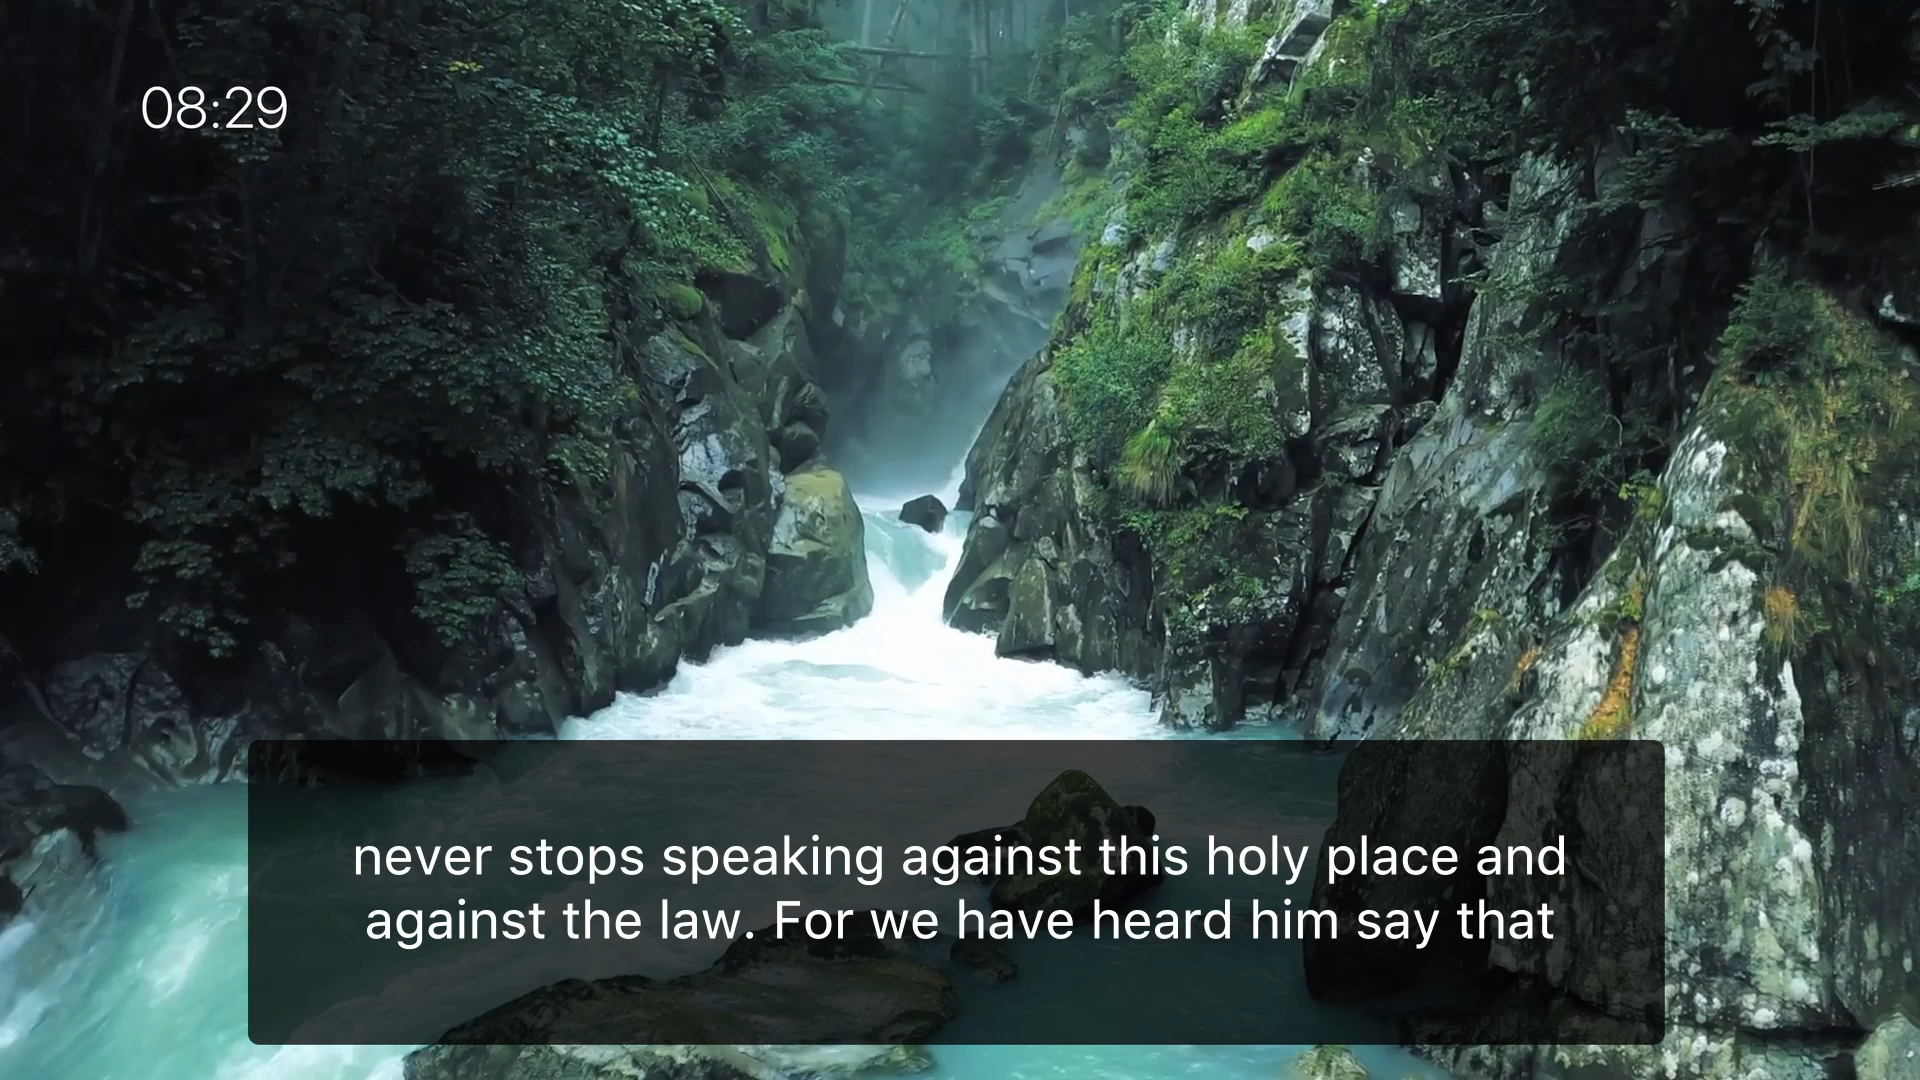 08:29
never stops speaking against this holy place and
against the law. For we have heard him say that